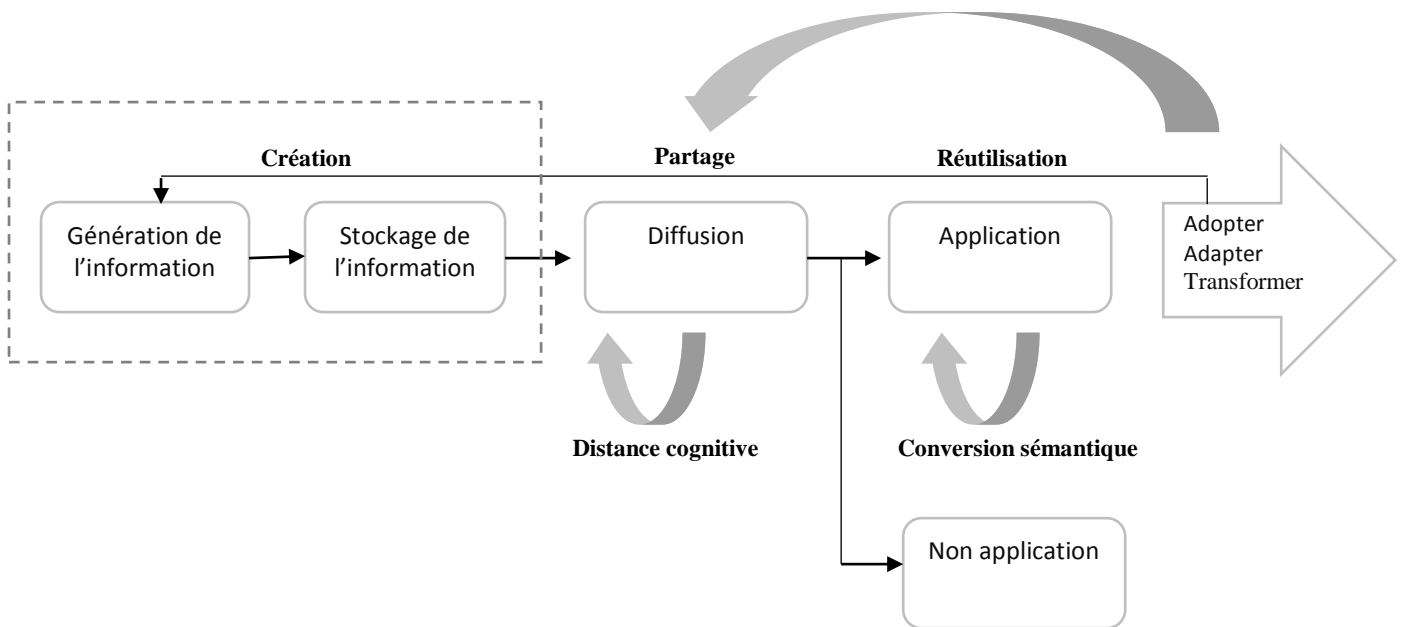 Création
Partage
Réutilisation
Génération de
l’information
Stockage de
l’information
Diffusion
Application
Adopter
Adapter
Transformer
Distance cognitive
Conversion sémantique
Non application